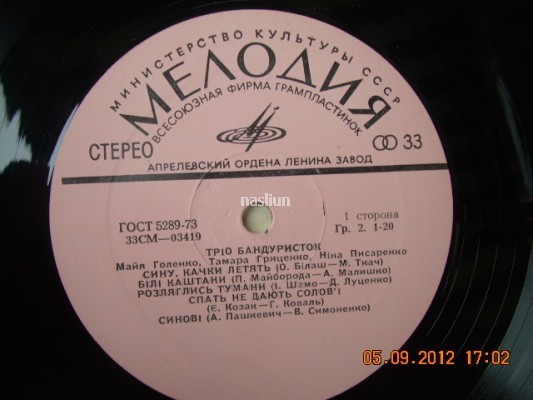 МИНИСТЕРСТВО КУЛЬТУРЫ СССР
МЕЛОДИЯ
ВСЕСОЮЗНАЯ ФИРМА ГРАМПЛАСТИНОК
СТЕРЕО
33
АПРЕЛЕВСКИЙ ОРДЕНА ЛЕНИНА ЗАВОД
nasliun
ГОСТ 5289-73
33СМ—03419
1 сторона
Гр. 2. 1-20
ТРІО БАНДУРИСТОК
Майя Голенко, Тамара Гриценко, Ніна Писаренко
СИНУ, КАЧКИ ЛЕТЯТЬ (О. Білаш—М. Ткач)
БІЛІ КАШТАНИ (П. Майборода—А. Малишко)
РОЗЛЯГЛИСЬ ТУМАНИ (І. Шамо—Д. Луценко)
СПАТЬ НЕ ДАЮТЬ СОЛОВ'Ї
(Є. Козак—Г. Коваль)
СИНОВІ (А. Пашкевич—В. Симоненко)
05.09.2012 17:02